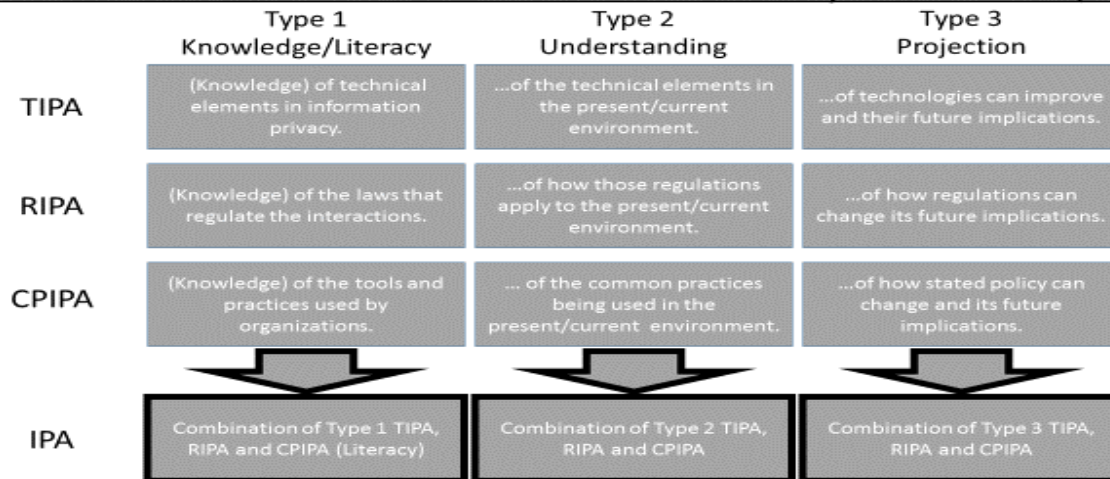 Type 1
Knowledge/Literacy
Type 2
Understanding
Type 3
Projection
TIPA
(Knowledge) of technical
elements in information
privacy.
...of the technical elements in
the present/current
environment.
...of technologies can improve
and their future implications.
RIPA
(Knowledge) of the laws that
regulate the interactions.
...of how those regulations
apply to the present/current
environment.
...of how regulations can
change its future implications.
CPIPA
(Knowledge) of the tools and
practices used by
organizations.
... of the common practices
being used in the
present/current environment.
...of how stated policy can
change and its future
implications.
IPA
Combination of Type 1 TIPA,
RIPA and CPIPA (Literacy)
Combination of Type 2 TIPA,
RIPA and CPIPA
Combination of Type 3 TIPA,
RIPA and CPIPA